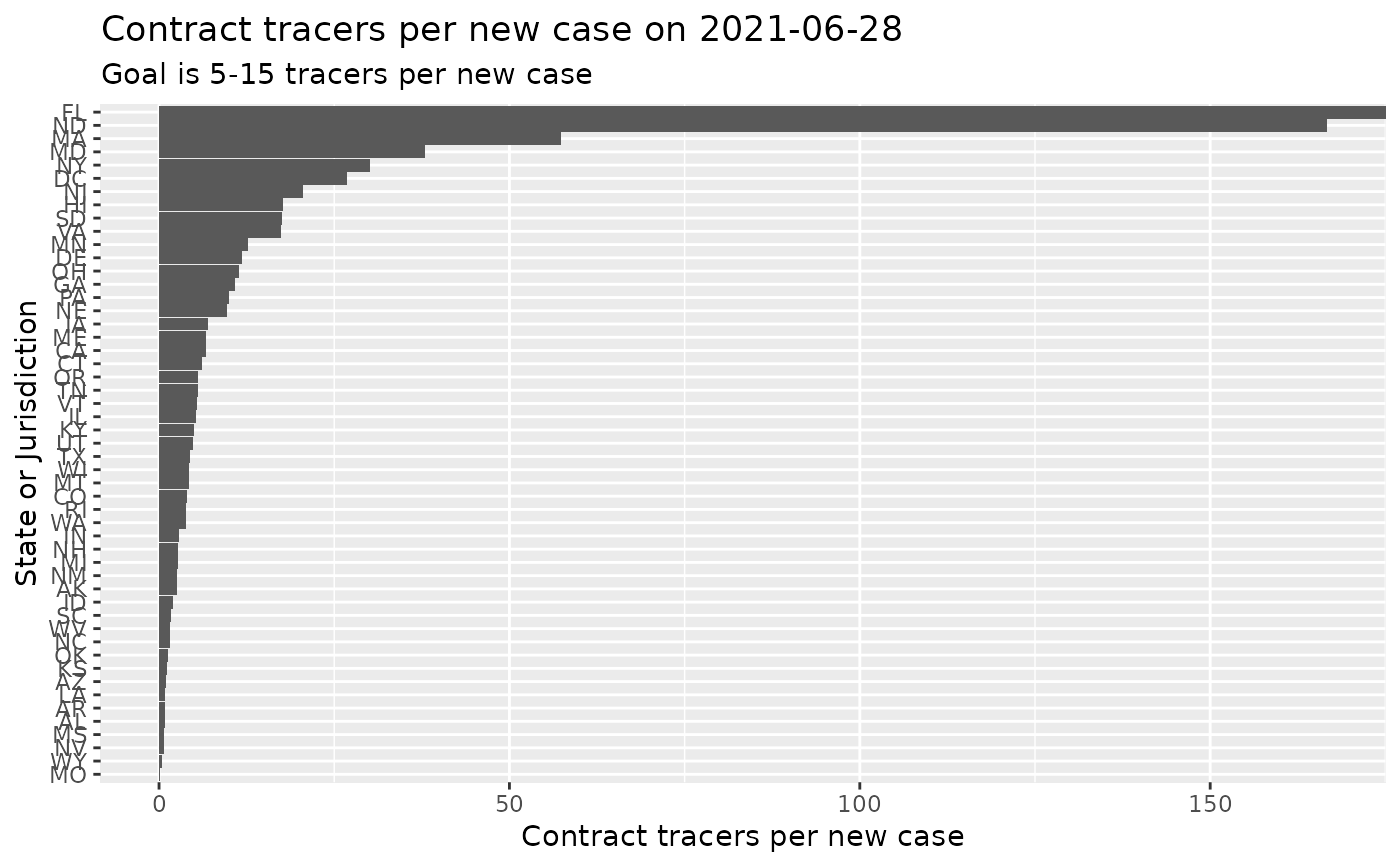 Contract tracers per new case on 2021-06-28
Goal is 5-15 tracers per new case
State or Jurisdiction
FL
ND
MA
MD
NY
DC
NJ
HI
SD
VA
MN
DE
OH
GA
PA
NE
IA
ME
CA
CT
OR
TN
VT
IL
KY
UT
TX
WI
MT
CO
RI
WA
IN
NH
MI
NM
AK
ID
SC
WV
NC
OK
KS
AZ
LA
AR
AL
MS
NV
WY
MO
0 50 100 150
Contract tracers per new case